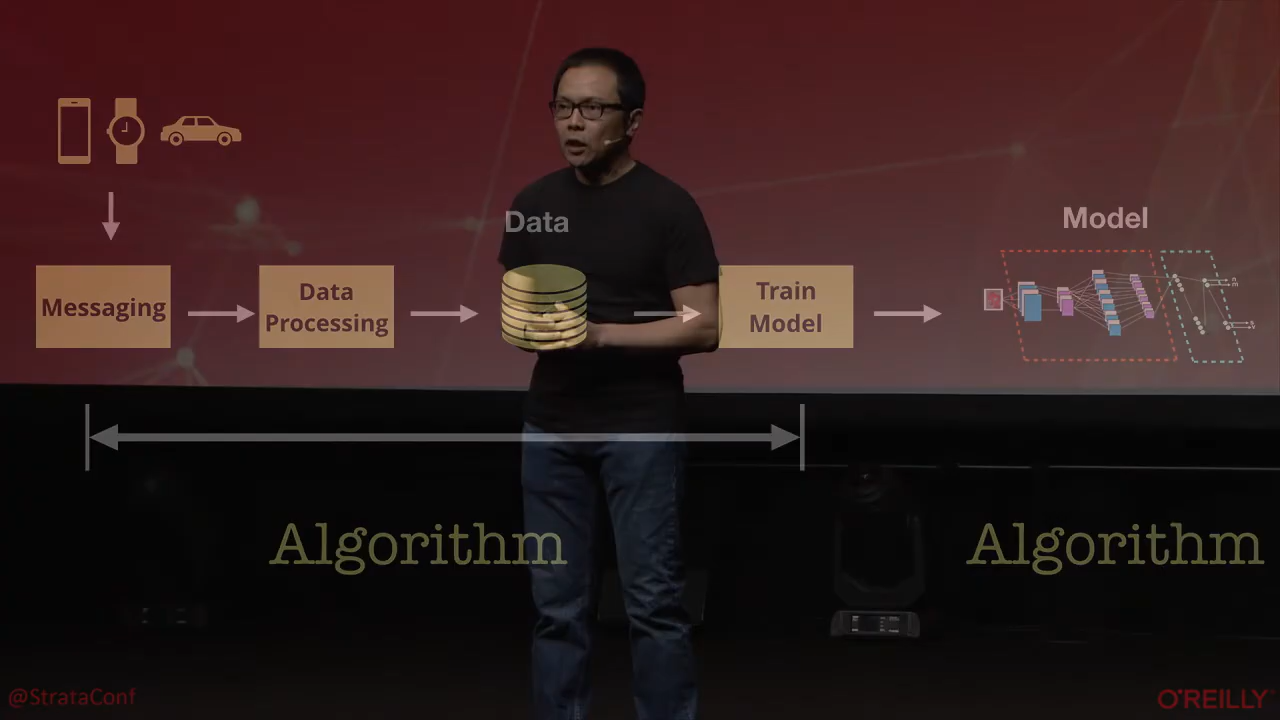 Data
Model
Messaging
Data
Processing
Train
Model
Algorithm
Algorithm
@StrataConf
O'REILLY